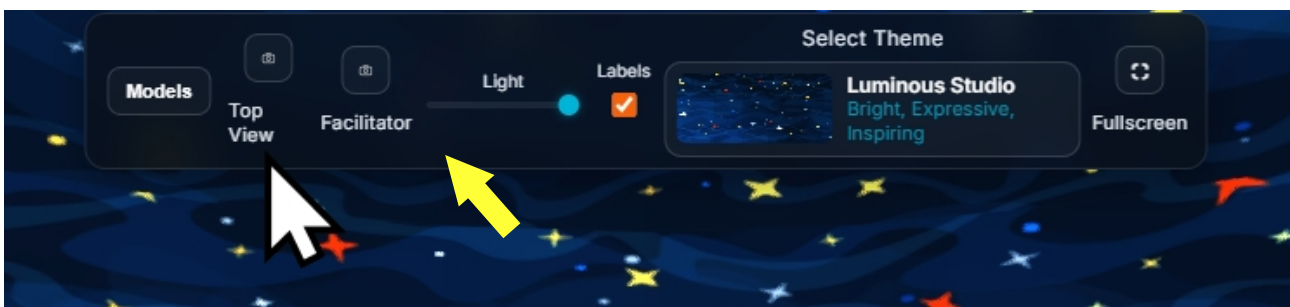 Models
Top
View
Facilitator
Light
Labels
Select Theme
Luminous Studio
Bright, Expressive,
Inspiring
Fullscreen